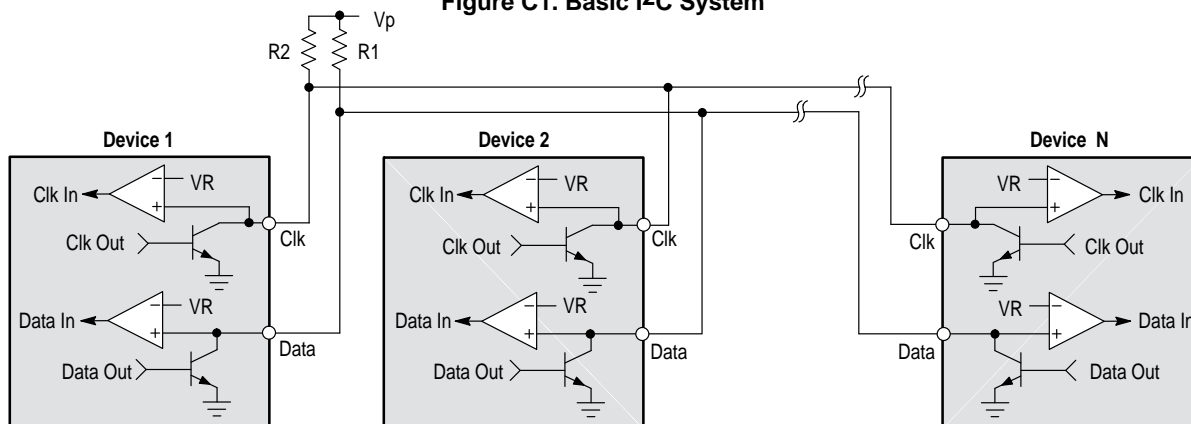 Figure C1. Basic I2C System
Vp
R2
R1
Device 1
Device 2
Device N
Clk In
VR
Clk Out
Clk
Data In
VR
Data Out
Data
Clk In
VR
Clk Out
Clk
Data In
VR
Data Out
Data
VR
Clk In
Clk
Clk Out
VR
Data In
Data
Data Out